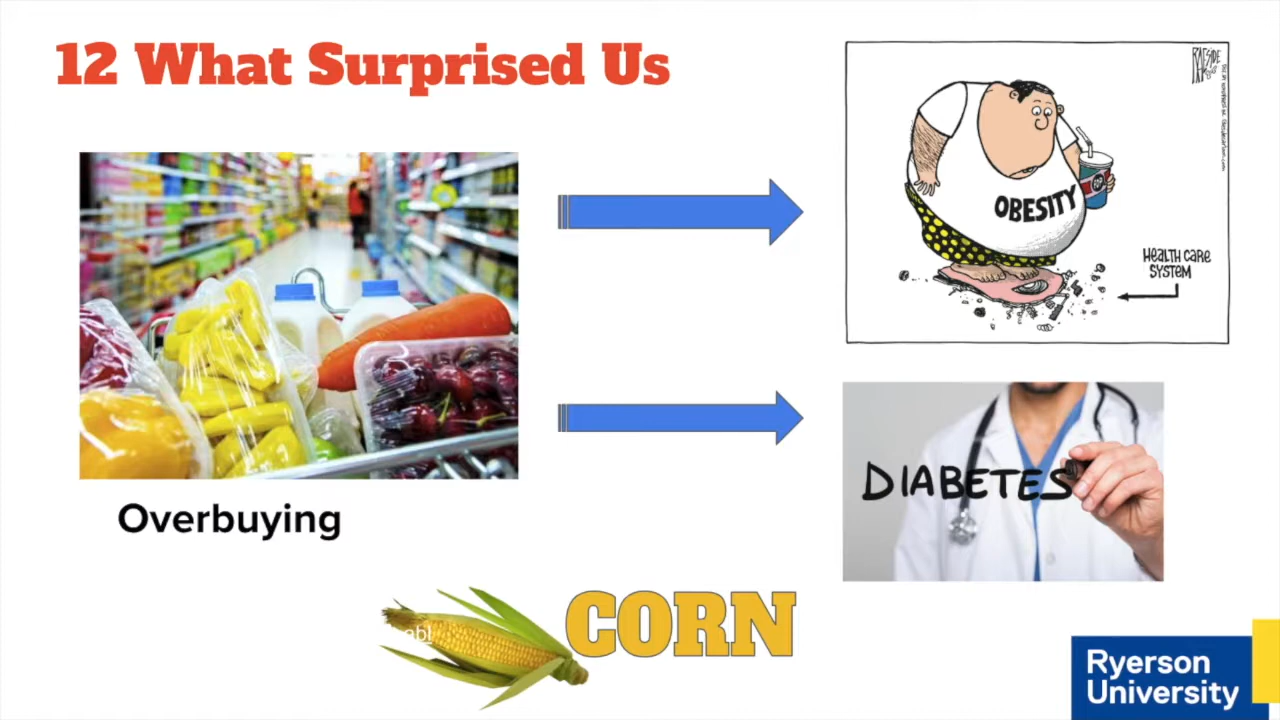 12 What Surprised Us
OBESITY
HEALTH CARE
SYSTEM
DIABETES
Overbuying
CORN
Ryerson
University